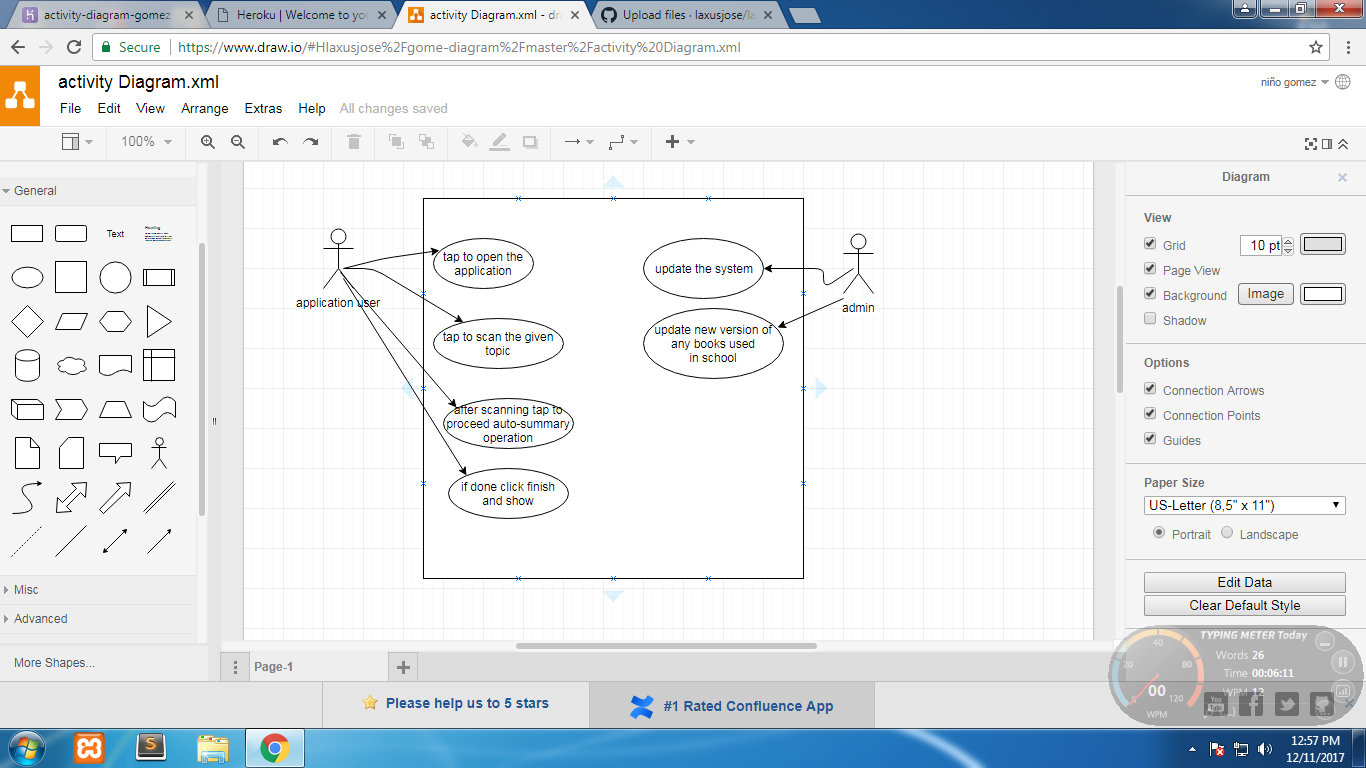 activity-diagram-gomez
Heroku | Welcome to you
activity Diagram.xml - dra
Upload files · laxusjose/la
Secure
https://www.draw.io/#Hlaxusjose%2Fgome-diagram%2Fmaster%2Factivity%20Diagram.xml
activity Diagram.xml
niño gomez
File Edit View Arrange Extras Help All changes saved
100%
General
Text
Heading
Misc
Advanced
More Shapes...
application user
tap to open the
application
tap to scan the given
topic
after scanning tap to
proceed auto-summary
operation
if done click finish
and show
update the system
update new version of
any books used
in school
admin
Diagram
View
Grid
10 pt
Page View
Background
Image
Shadow
Options
Connection Arrows
Connection Points
Guides
Paper Size
US-Letter (8,5" x 11")
Portrait
Landscape
Edit Data
Clear Default Style
Page-1
Please help us to 5 stars
#1 Rated Confluence App
TYPING METER Today
Words 26
Time 00:06:11
WPM 12
20
40
80
120
00
WPM
12:57 PM
12/11/2017